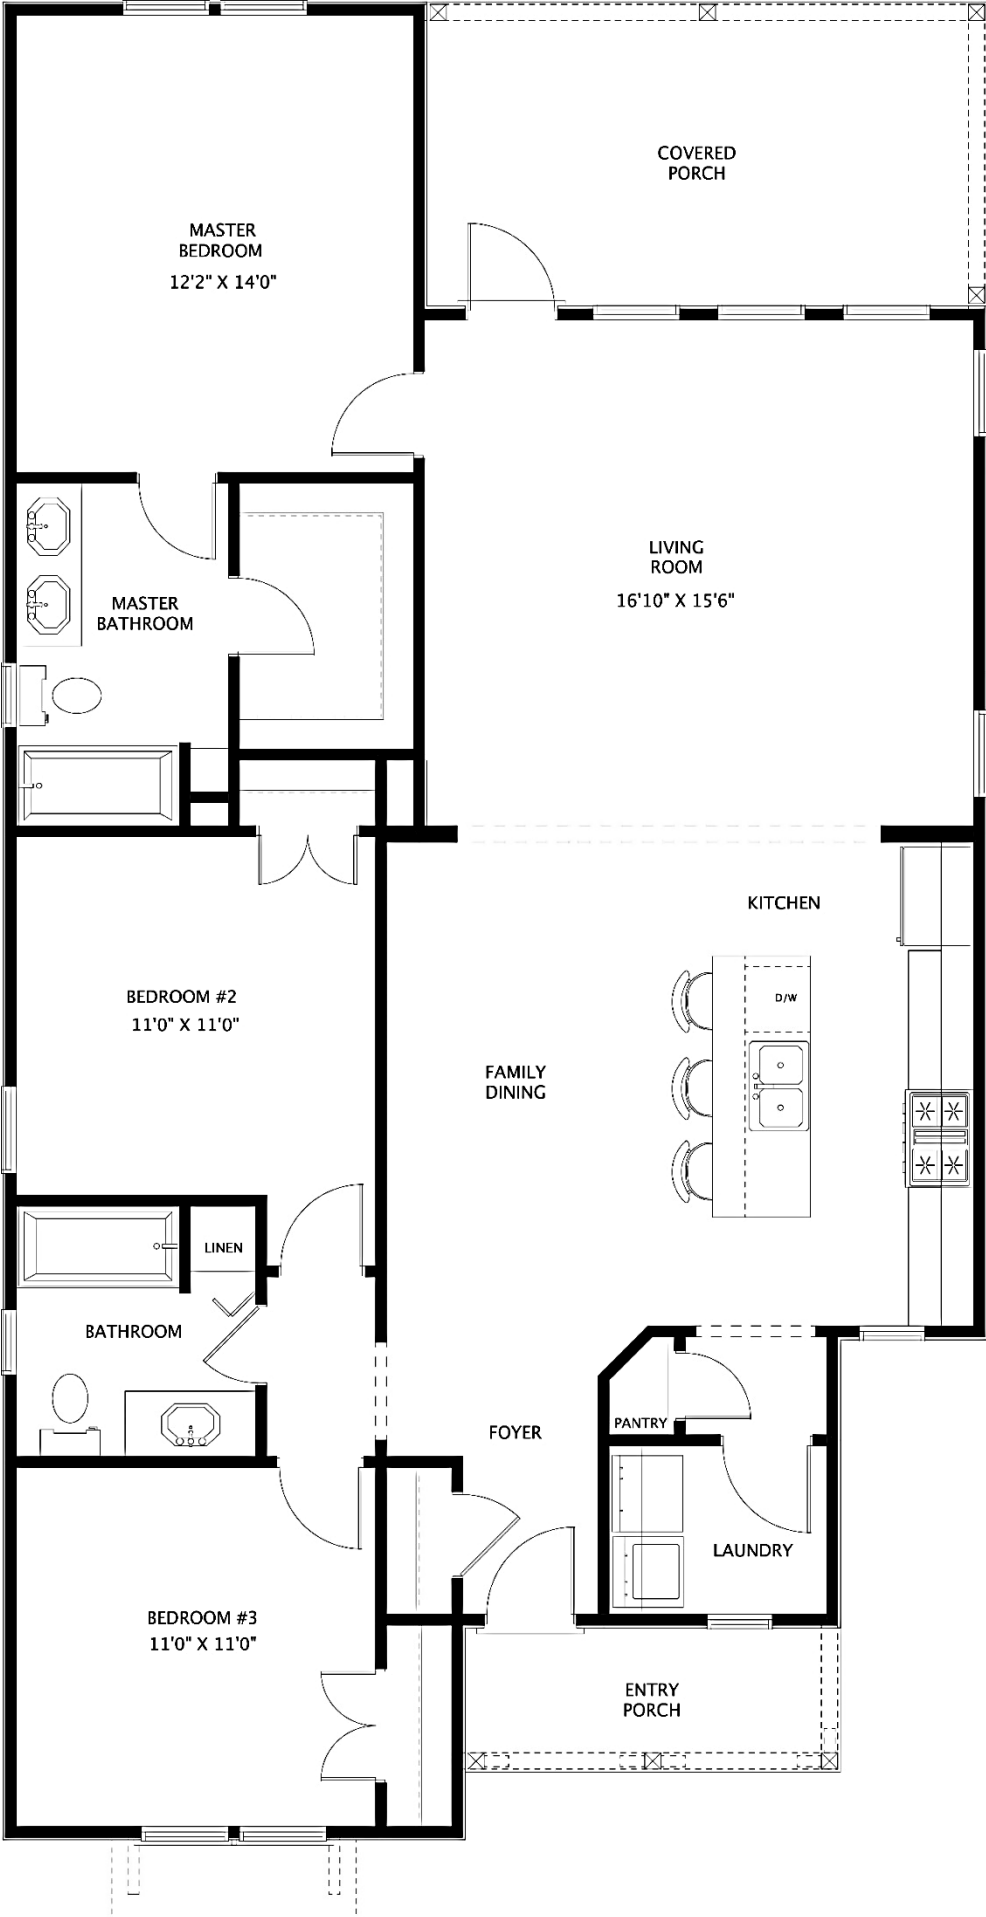 COVERED
PORCH
MASTER
BEDROOM
12'2" X 14'0"
LIVING
ROOM
16'10" X 15'6"
MASTER
BATHROOM
KITCHEN
BEDROOM #2
11'0" X 11'0"
D/W
FAMILY
DINING
LINEN
BATHROOM
PANTRY
FOYER
LAUNDRY
BEDROOM #3
11'0" X 11'0"
ENTRY
PORCH